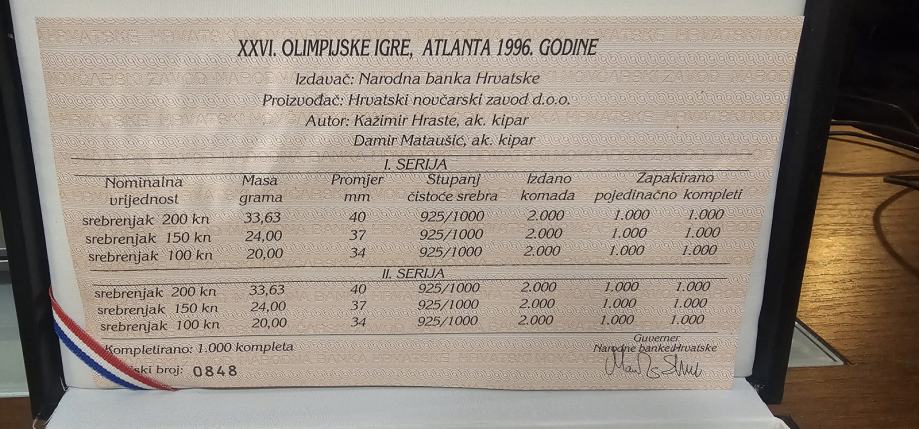 XXVI. OLIMPIJSKE IGRE, ATLANTA 1996. GODINE
Izdavač: Narodna banka Hrvatske
Proizvođač: Hrvatski novčarski zavod d.o.o.
Autor: Kažimir Hraste, ak. kipar
Damir Mataušić, ak. kipar
I. SERIJA
Nominalna Masa Promjer Stupanj Izdano Zapakirano
vrijednost grama mm čistoće srebra komada pojedinačno kompleti
srebrenjak 200 kn 33,63 40 925/1000 2.000 1.000 1.000
srebrenjak 150 kn 24,00 37 925/1000 2.000 1.000 1.000
srebrenjak 100 kn 20,00 34 925/1000 2.000 1.000 1.000
II. SERIJA
srebrenjak 200 kn 33,63 40 925/1000 2.000 1.000 1.000
srebrenjak 150 kn 24,00 37 925/1000 2.000 1.000 1.000
srebrenjak 100 kn 20,00 34 925/1000 2.000 1.000 1.000
Kompletirano: 1.000 kompleta
Guverner
Narodne banke Hrvatske
broj: 0848